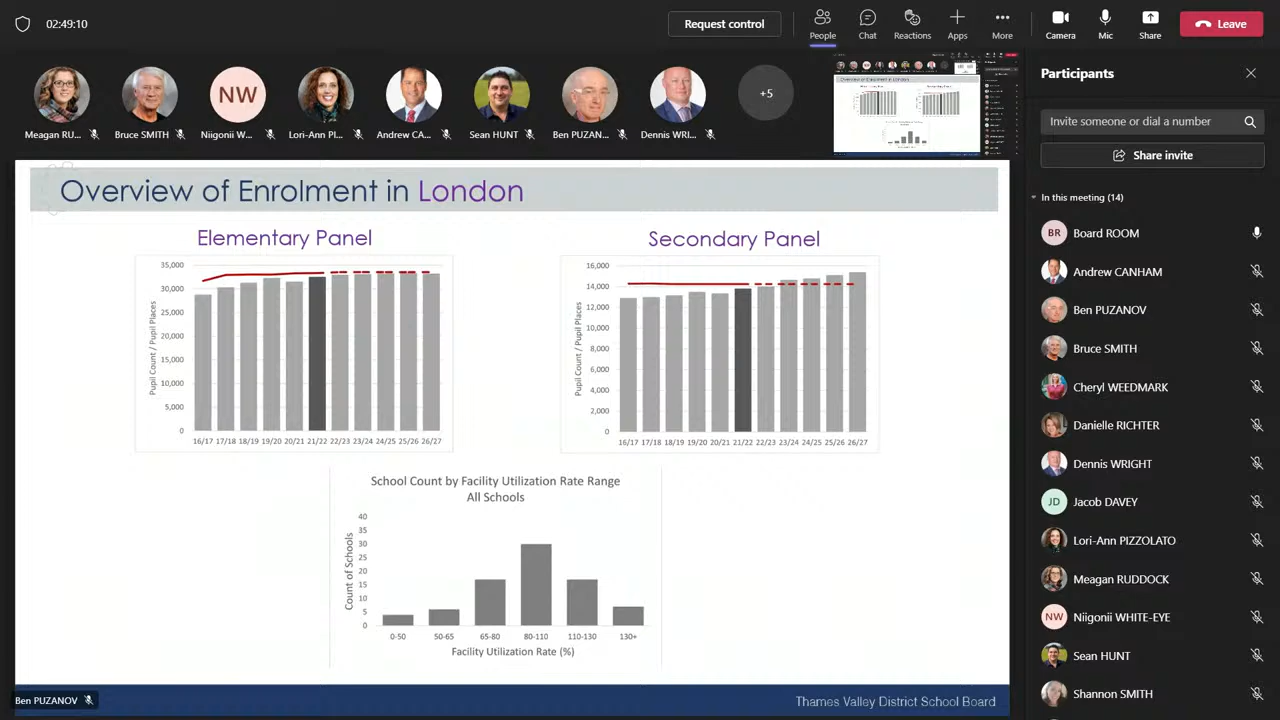 02:49:10
Request control
People
Chat
Reactions
Apps
More
Camera
Mic
Share
Leave
Meagan RU...
Bruce SMITH
NW
Niigonii W...
Lori-Ann Pl...
Andrew CA...
Sean HUNT
Ben PUZAN...
Dennis WRI...
+5
Participants
Invite someone or dial a number
Share invite
In this meeting (14)
BR Board ROOM
Andrew CANHAM
Ben PUZANOV
Bruce SMITH
Cheryl WEEDMARK
Danielle RICHTER
Dennis WRIGHT
JD Jacob DAVEY
Lori-Ann PIZZOLATO
Meagan RUDDOCK
NW Niigonii WHITE-EYE
Sean HUNT
Shannon SMITH
Overview of Enrolment in London
Elementary Panel
Pupil Count / Pupil Places
35,000
30,000
25,000
20,000
15,000
10,000
5,000
0
16/17 17/18 18/19 19/20 20/21 21/22 22/23 23/24 24/25 25/26 26/27
Secondary Panel
Pupil Count / Pupil Places
16,000
14,000
12,000
10,000
8,000
6,000
4,000
2,000
0
16/17 17/18 18/19 19/20 20/21 21/22 22/23 23/24 24/25 25/26 26/27
School Count by Facility Utilization Rate Range
All Schools
Count of Schools
40
35
30
25
20
15
10
5
0
0-50 50-65 65-80 80-110 110-130 130+
Facility Utilization Rate (%)
Ben PUZANOV
Thames Valley District School Board